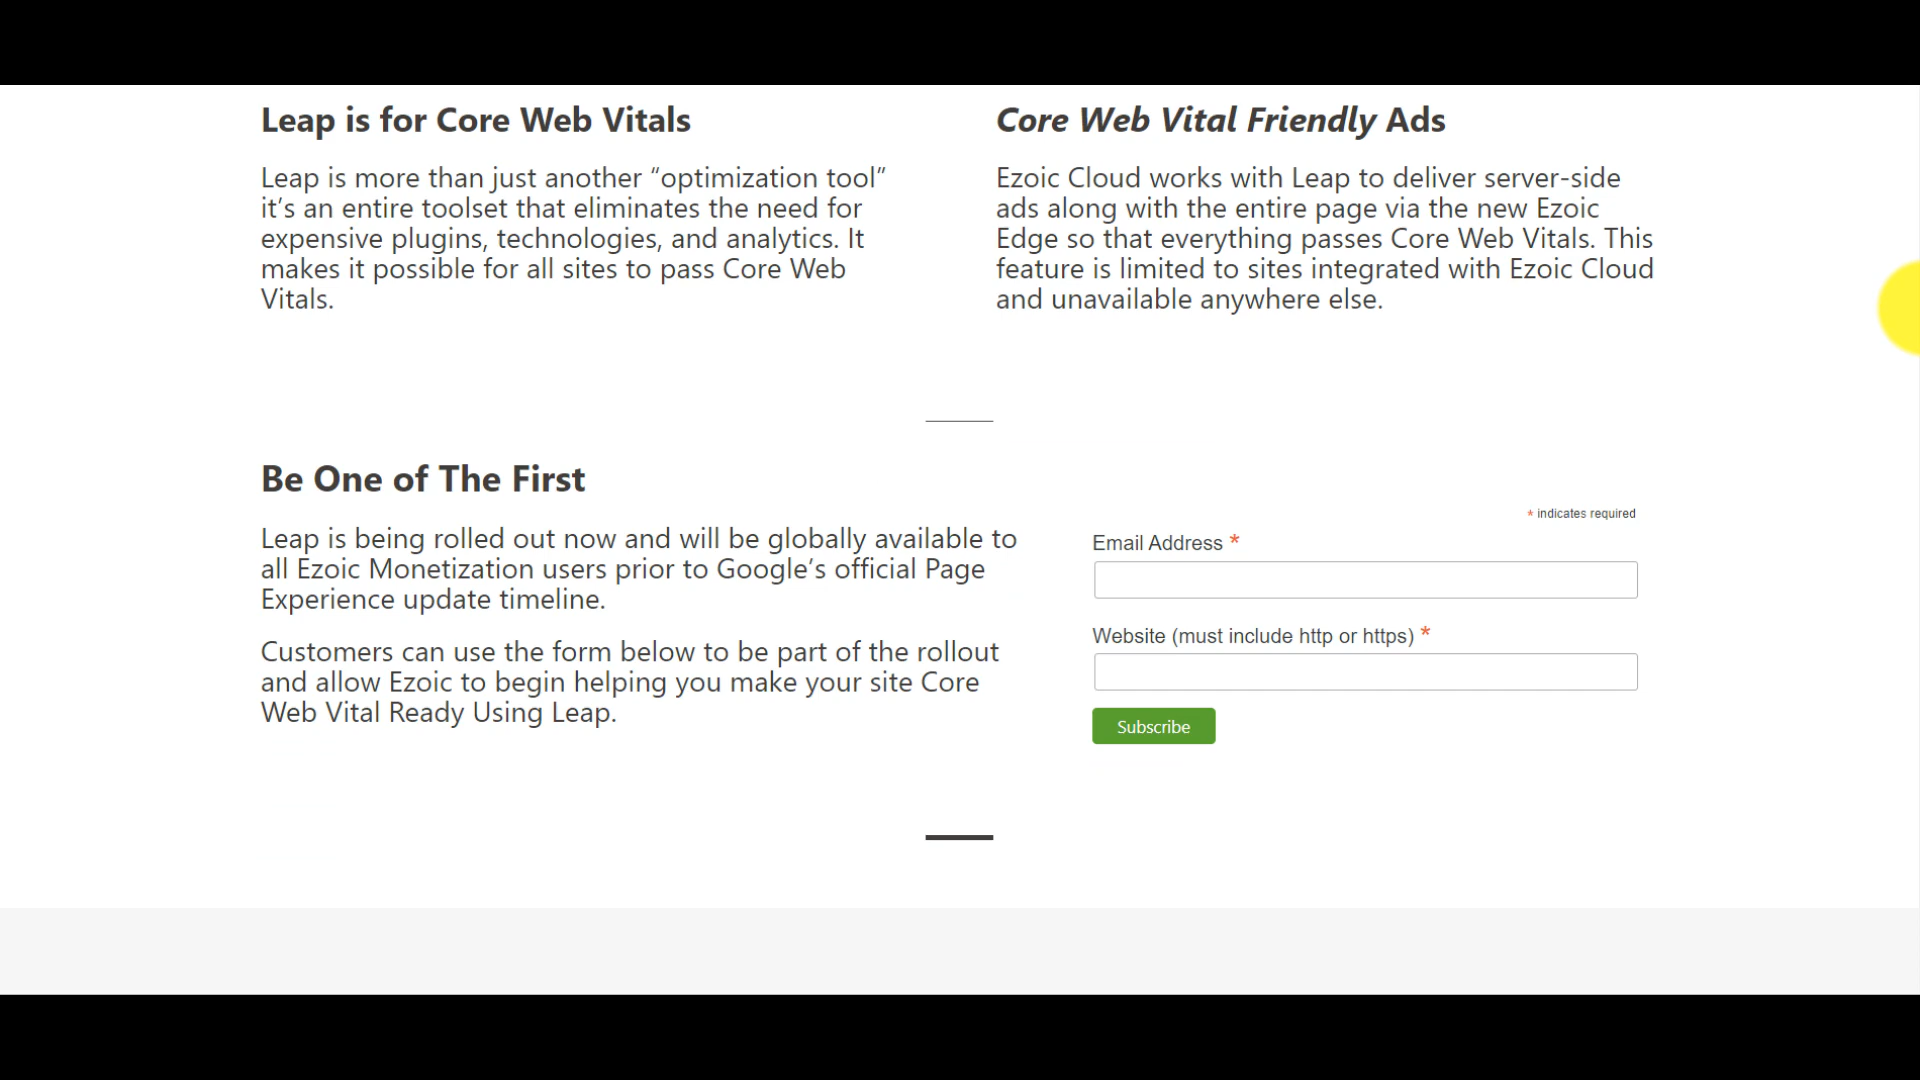 Leap is for Core Web Vitals
Leap is more than just another “optimization tool”
it’s an entire toolset that eliminates the need for
expensive plugins, technologies, and analytics. It
makes it possible for all sites to pass Core Web
Vitals.
Core Web Vital Friendly Ads
Ezoic Cloud works with Leap to deliver server-side
ads along with the entire page via the new Ezoic
Edge so that everything passes Core Web Vitals. This
feature is limited to sites integrated with Ezoic Cloud
and unavailable anywhere else.
Be One of The First
Leap is being rolled out now and will be globally available to
all Ezoic Monetization users prior to Google’s official Page
Experience update timeline.
Customers can use the form below to be part of the rollout
and allow Ezoic to begin helping you make your site Core
Web Vital Ready Using Leap.
* indicates required
Email Address *
Website (must include http or https) *
Subscribe